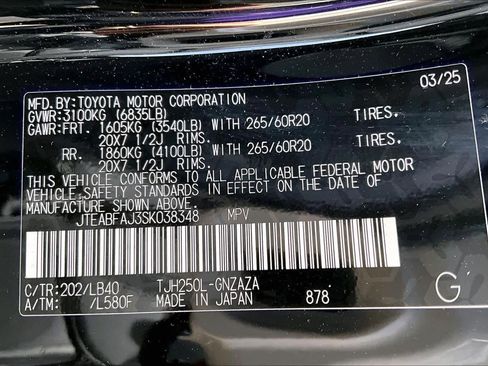 03/25
MFD.BY:TOYOTA MOTOR CORPORATION
GVWR:3100KG (6835LB)
GAWR:FRT. 1605KG (3540LB) WITH 265/60R20 TIRES.
20X7 1/2J RIMS.
RR. 1860KG (4100LB) WITH 265/60R20 TIRES.
20X7 1/2J RIMS.
THIS VEHICLE CONFORMS TO ALL APPLICABLE FEDERAL MOTOR
VEHICLE SAFETY STANDARDS IN EFFECT ON THE DATE OF
MANUFACTURE SHOWN ABOVE.
JTEABFAJ3SK038348 MPV
C/TR:202/LB40 TJH250L-GNZAZA
A/TM: /L580F MADE IN JAPAN 878 G